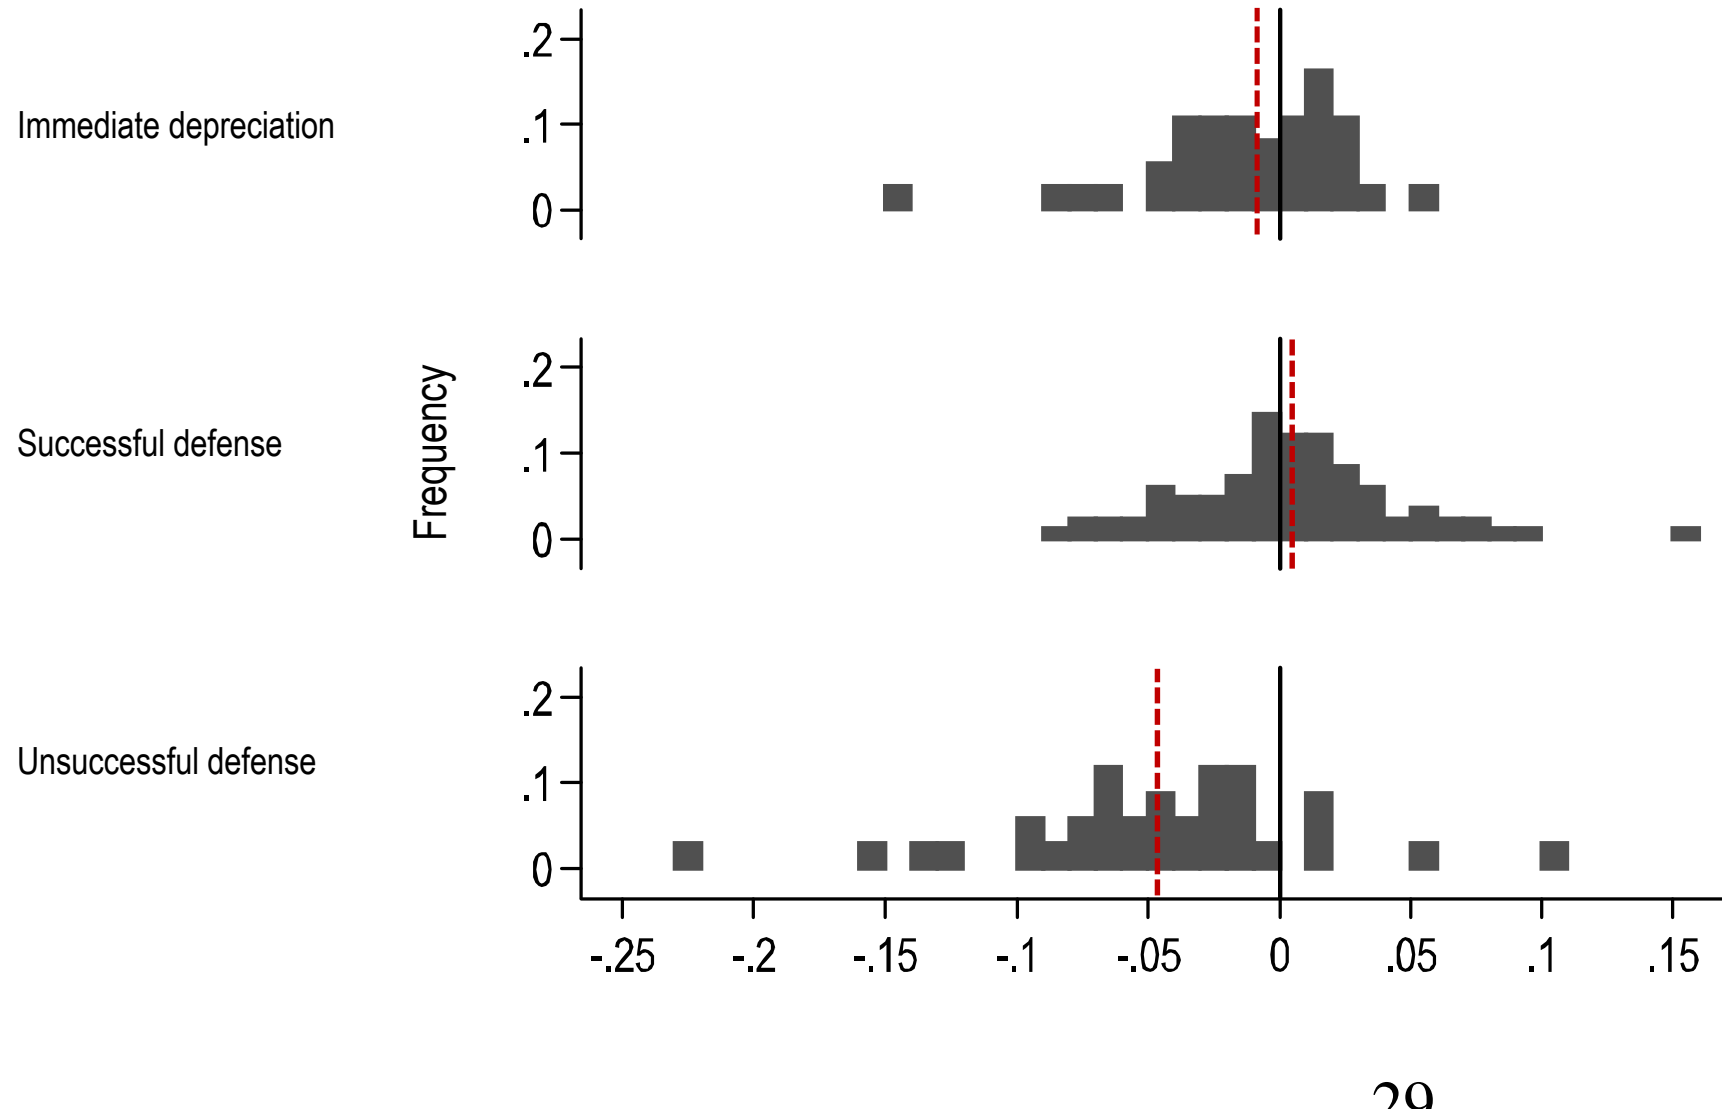 Immediate depreciation
.2
.1
0
Successful defense
Frequency
.2
.1
0
Unsuccessful defense
.2
.1
0
-.25 -.2 -.15 -.1 -.05 0 .05 .1 .15
29